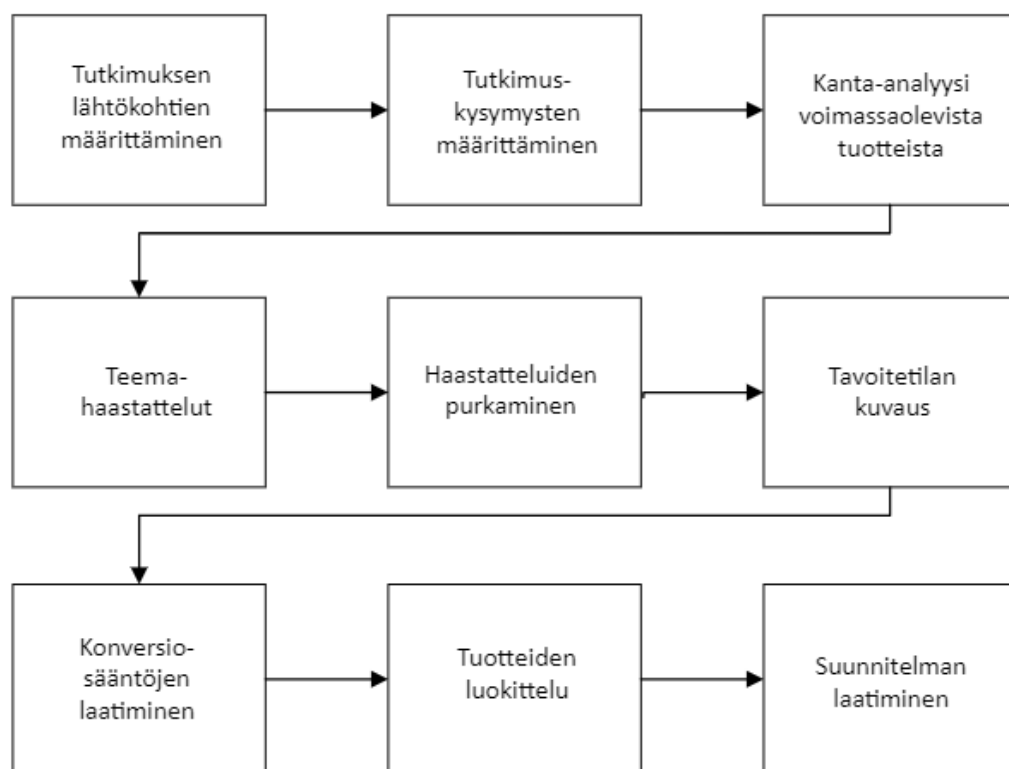 Tutkimuksen
lähtökohtien
määrittäminen
Tutkimus-
kysymysten
määrittäminen
Kanta-analyysi
voimassaolevista
tuotteista
Teema-
haastattelut
Haastatteluiden
purkaminen
Tavoitetilan
kuvaus
Konversio-
sääntöjen
laatiminen
Tuotteiden
luokittelu
Suunnitelman
laatiminen